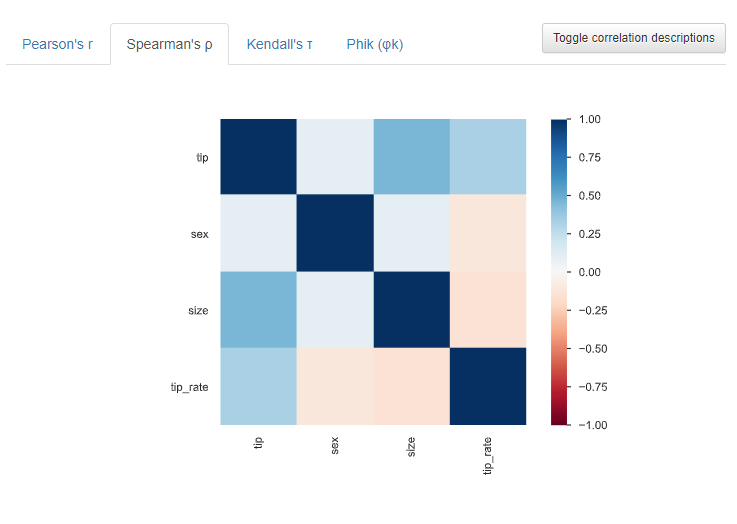 Pearson's r
Spearman's ρ
Kendall's τ
Phik (φk)
Toggle correlation descriptions
tip
sex
size
tip_rate
tip
sex
size
tip_rate
1.00
0.75
0.50
0.25
0.00
−0.25
−0.50
−0.75
−1.00